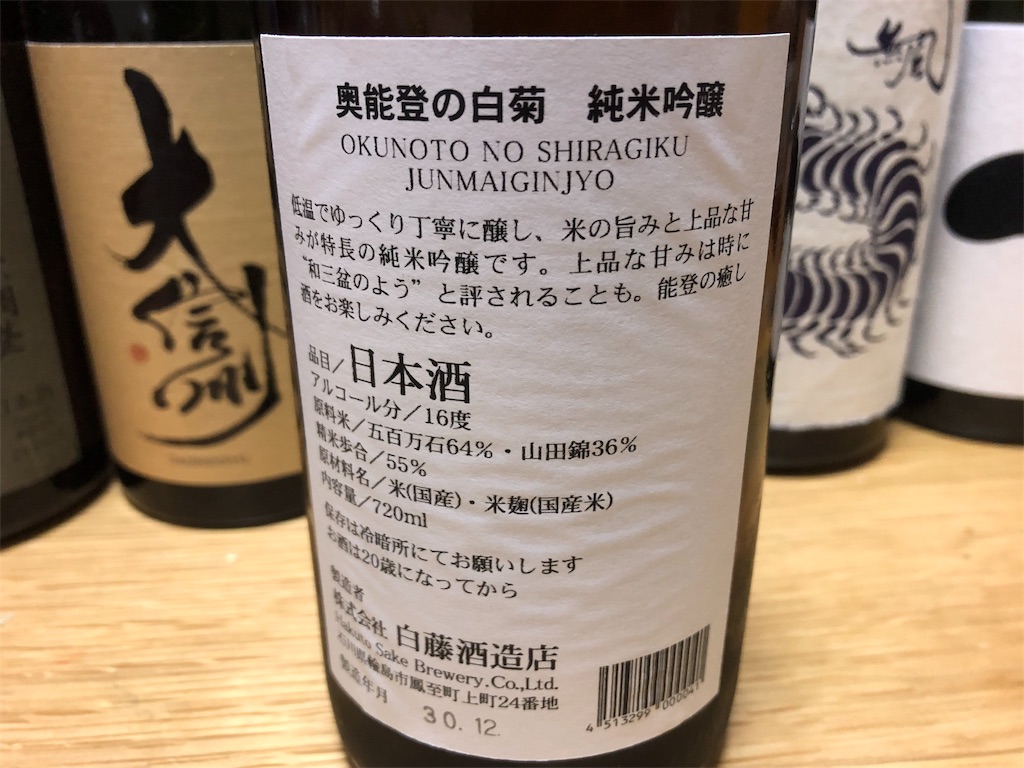 奥能登の白菊　純米吟醸
OKUNOTO NO SHIRAGIKU
JUNMAIGINJYO
低温でゆっくり丁寧に醸し、米の旨みと上品な甘
みが特長の純米吟醸です。上品な甘みは時に
“和三盆のよう”と評されることも。能登の癒し
酒をお楽しみください。
品目／日本酒
アルコール分／16度
原料米／五百万石64%・山田錦36%
精米歩合／55%
原材料名／米(国産)・米麹(国産米)
内容量／720ml
保存は冷暗所にてお願いします
お酒は20歳になってから
製造者
株式会社 白藤酒造店
Hakuto Sake Brewery.Co.,Ltd.
石川県輪島市鳳至町上町24番地
製造年月
30.12.
4 513299 000041
大信州